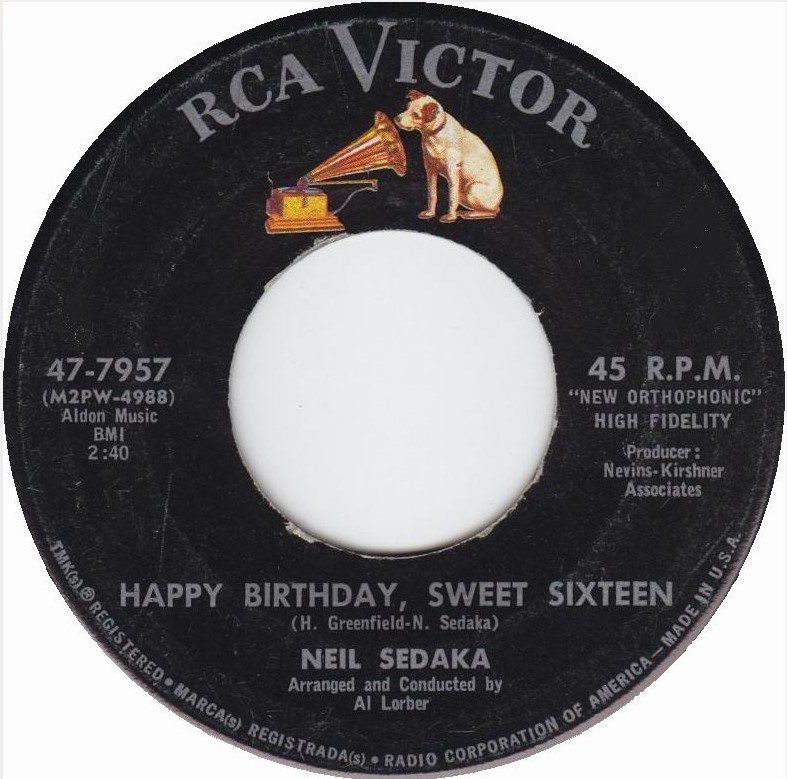 RCA VICTOR
47-7957
(M2PW-4988)
Aldon Music
BMI
2:40
45 R.P.M.
"NEW ORTHOPHONIC"
HIGH FIDELITY
Producer:
Nevins-Kirshner
Associates
HAPPY BIRTHDAY, SWEET SIXTEEN
(H. Greenfield-N. Sedaka)
NEIL SEDAKA
Arranged and Conducted by
Al Lorber
TMK(s) ® REGISTERED • MARCA(s) REGISTRADA(s) • RADIO CORPORATION OF AMERICA—MADE IN U.S.A.